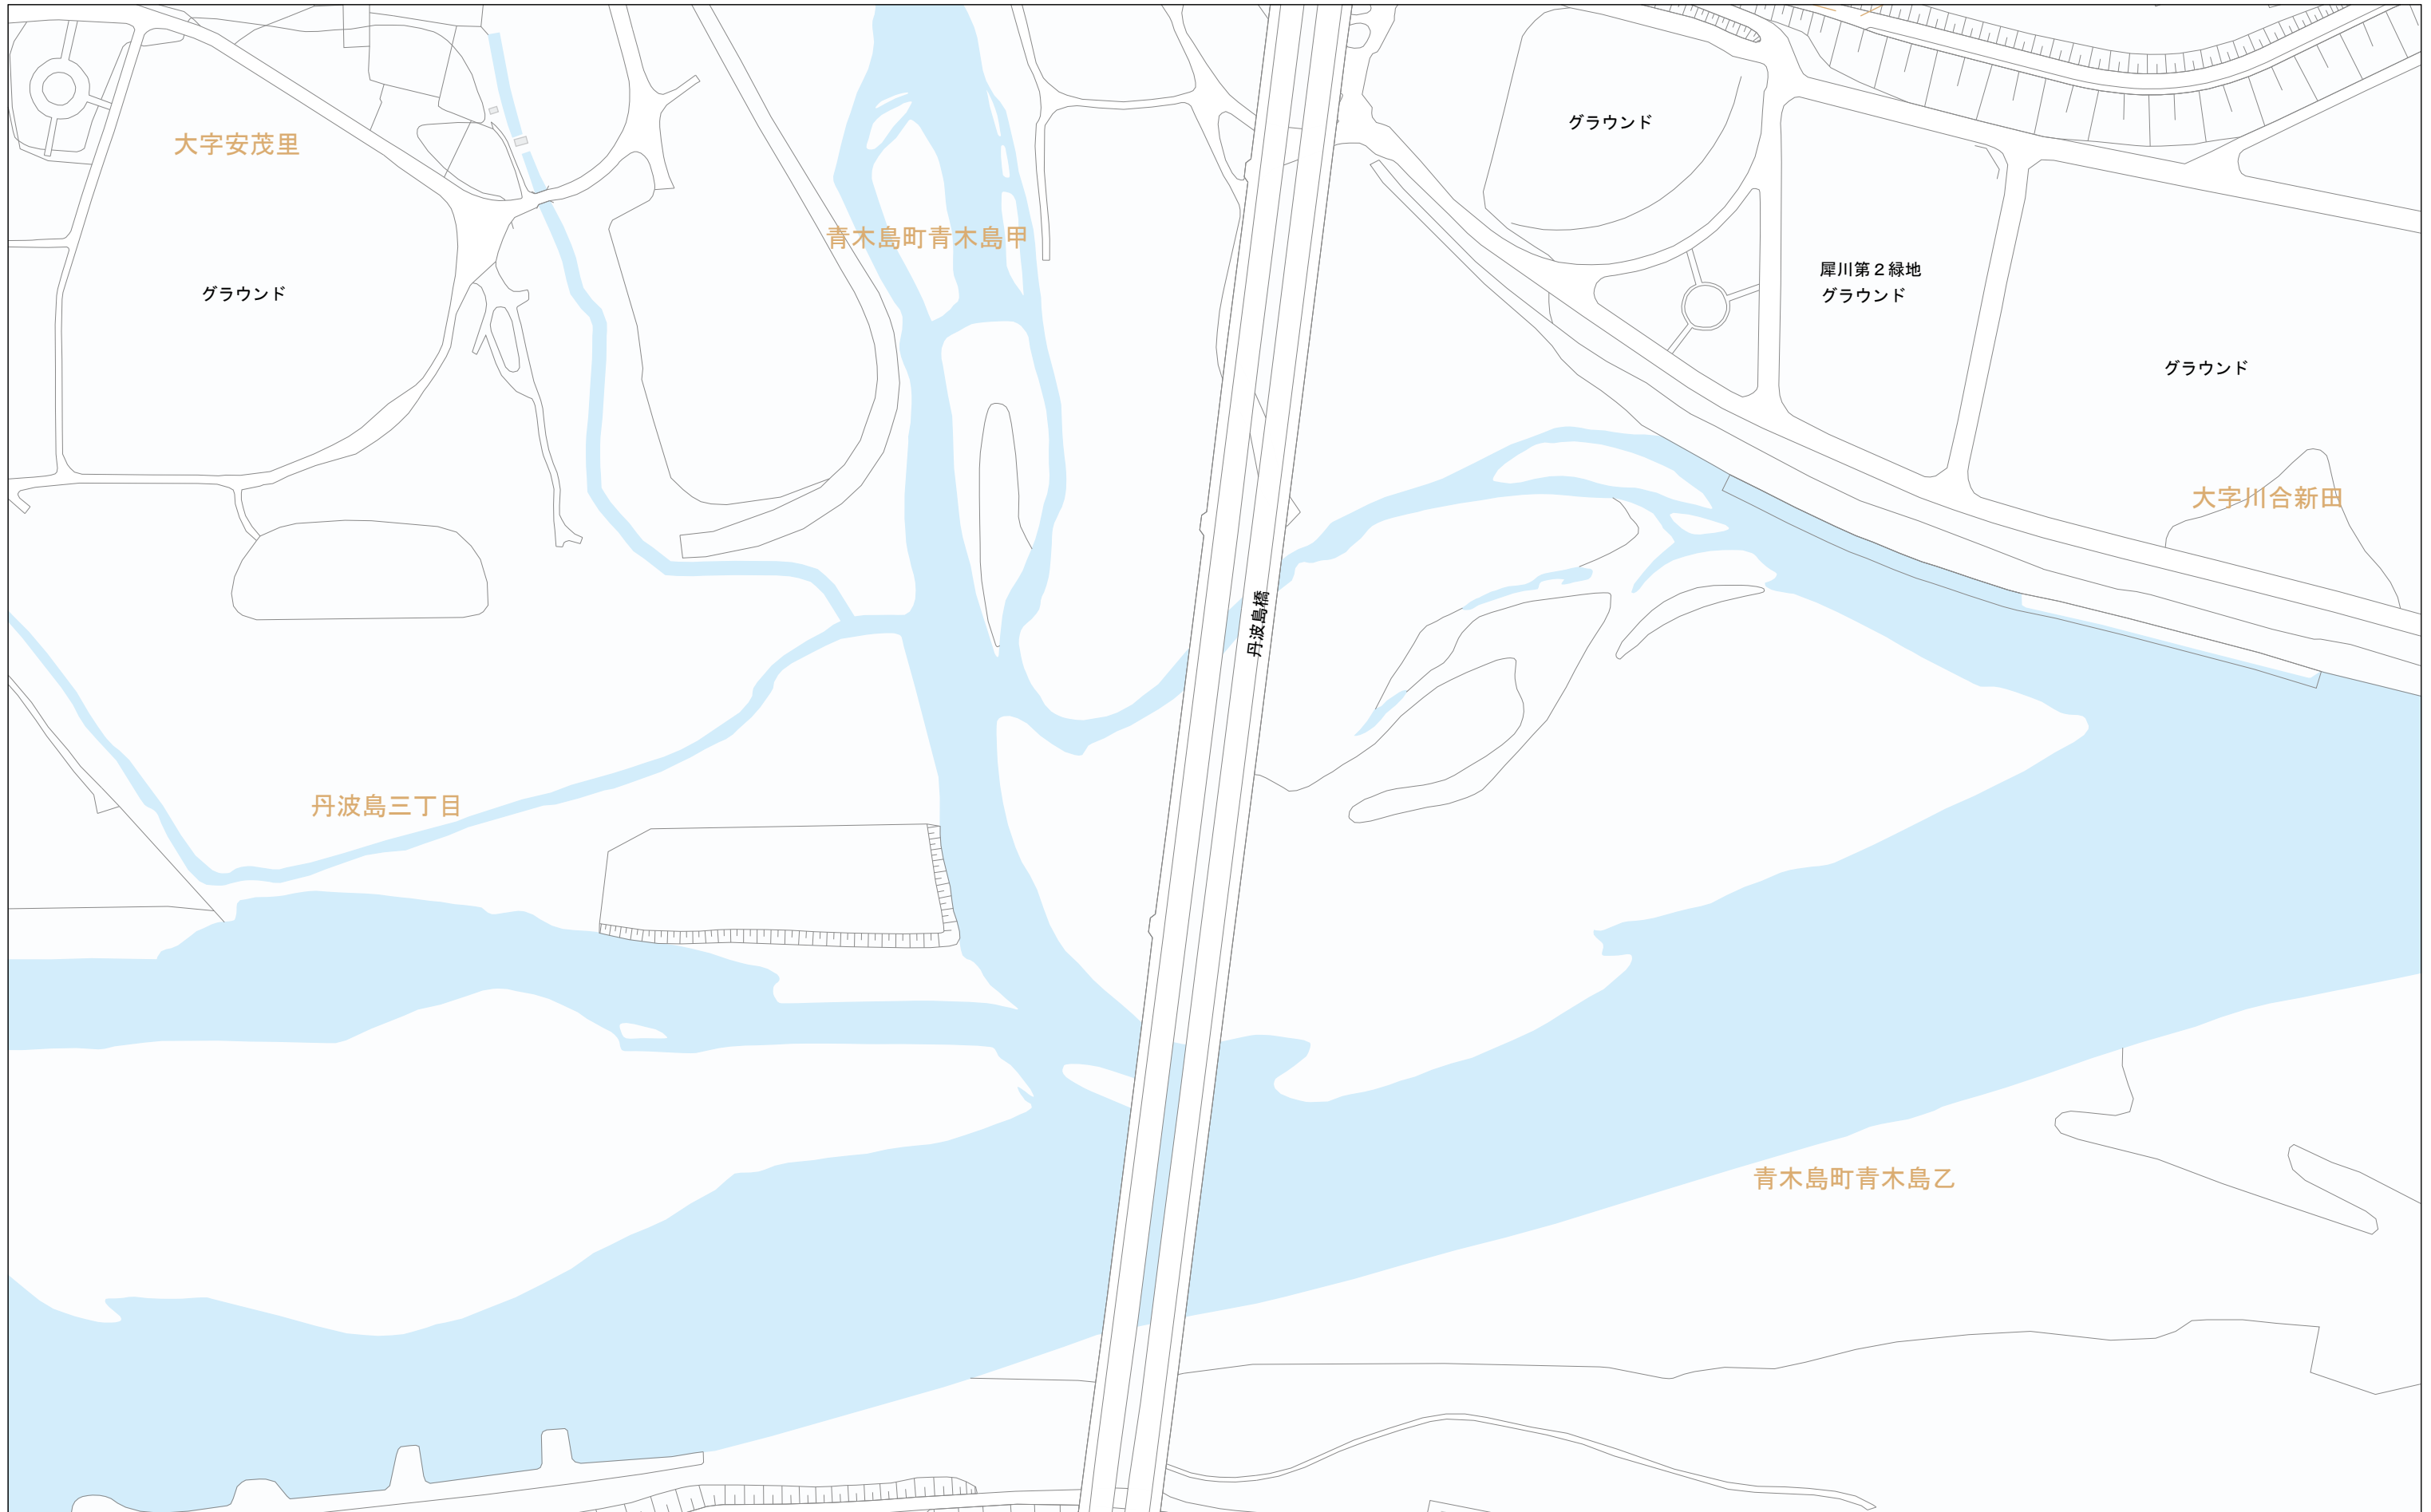 グラウンド
大字安茂里
青木島町青木島甲
犀川第２緑地
グラウンド
グラウンド
グラウンド
大字川合新田
丹波島橋
丹波島三丁目
青木島町青木島乙